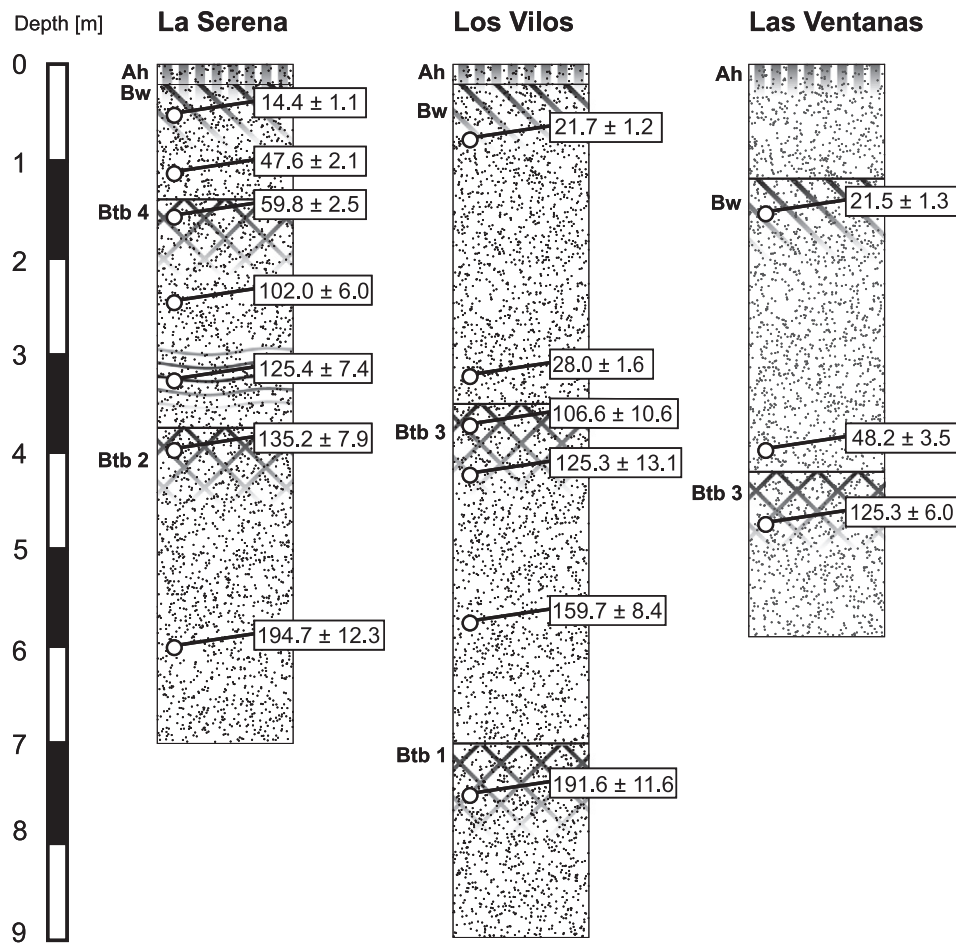 Depth [m]
La Serena
Los Vilos
Las Ventanas
0
1
2
3
4
5
6
7
8
9
Ah
Bw
14.4 ± 1.1
47.6 ± 2.1
Btb 4
59.8 ± 2.5
102.0 ± 6.0
125.4 ± 7.4
135.2 ± 7.9
Btb 2
194.7 ± 12.3
Ah
Bw
21.7 ± 1.2
28.0 ± 1.6
106.6 ± 10.6
Btb 3
125.3 ± 13.1
159.7 ± 8.4
Btb 1
191.6 ± 11.6
Ah
Bw
21.5 ± 1.3
48.2 ± 3.5
Btb 3
125.3 ± 6.0